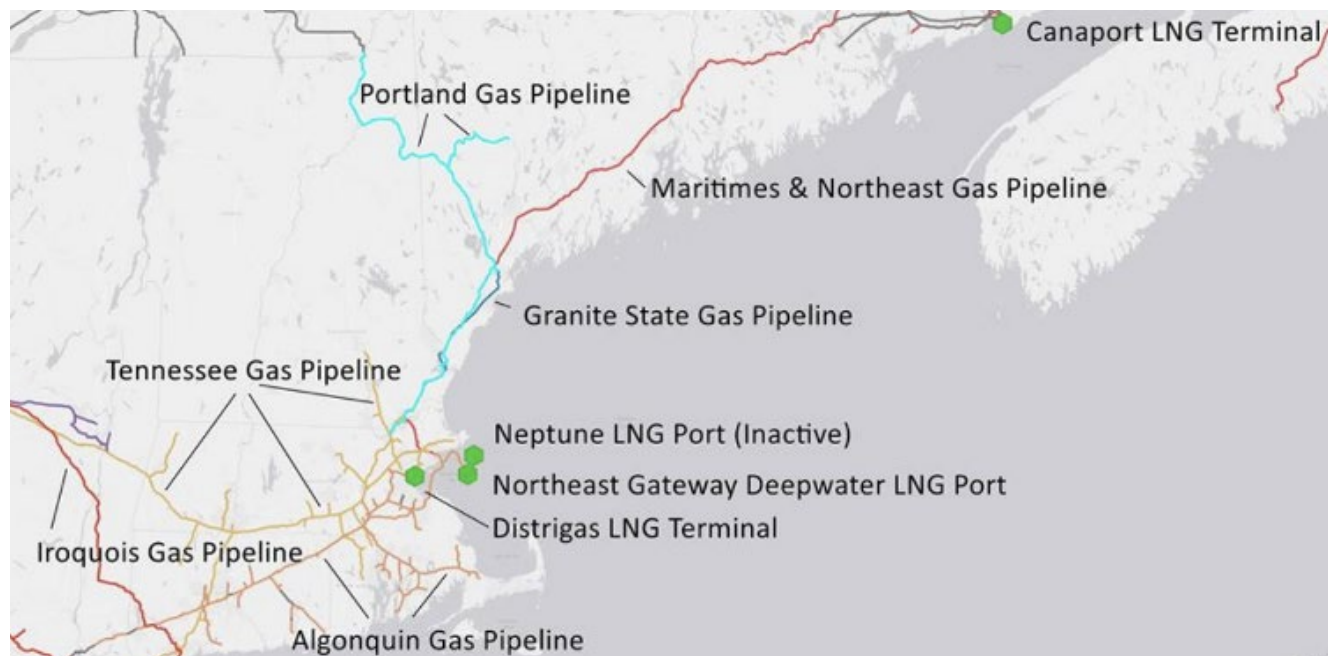 Canaport LNG Terminal
Portland Gas Pipeline
Maritimes & Northeast Gas Pipeline
Granite State Gas Pipeline
Tennessee Gas Pipeline
Neptune LNG Port (Inactive)
Northeast Gateway Deepwater LNG Port
Distrigas LNG Terminal
Iroquois Gas Pipeline
Algonquin Gas Pipeline